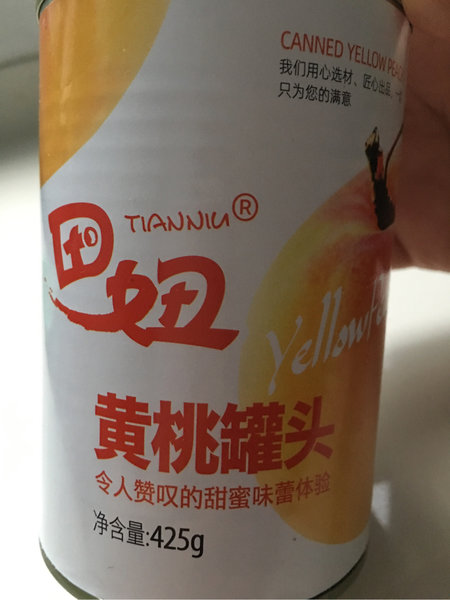 CANNED YELLOW
我们用心选材、匠心出品,一切
只为您的满意
TIANNIU®
田妞
Yellow
黄桃罐头
令人赞叹的甜蜜味蕾体验
净含量:425g